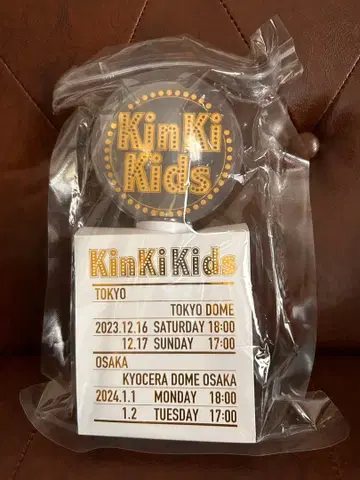 KinKi
Kids
KinKi Kids
TOKYO
TOKYO DOME
2023.12.16 SATURDAY 18:00
12.17 SUNDAY 17:00
OSAKA
KYOCERA DOME OSAKA
2024.1.1 MONDAY 18:00
1.2 TUESDAY 17:00